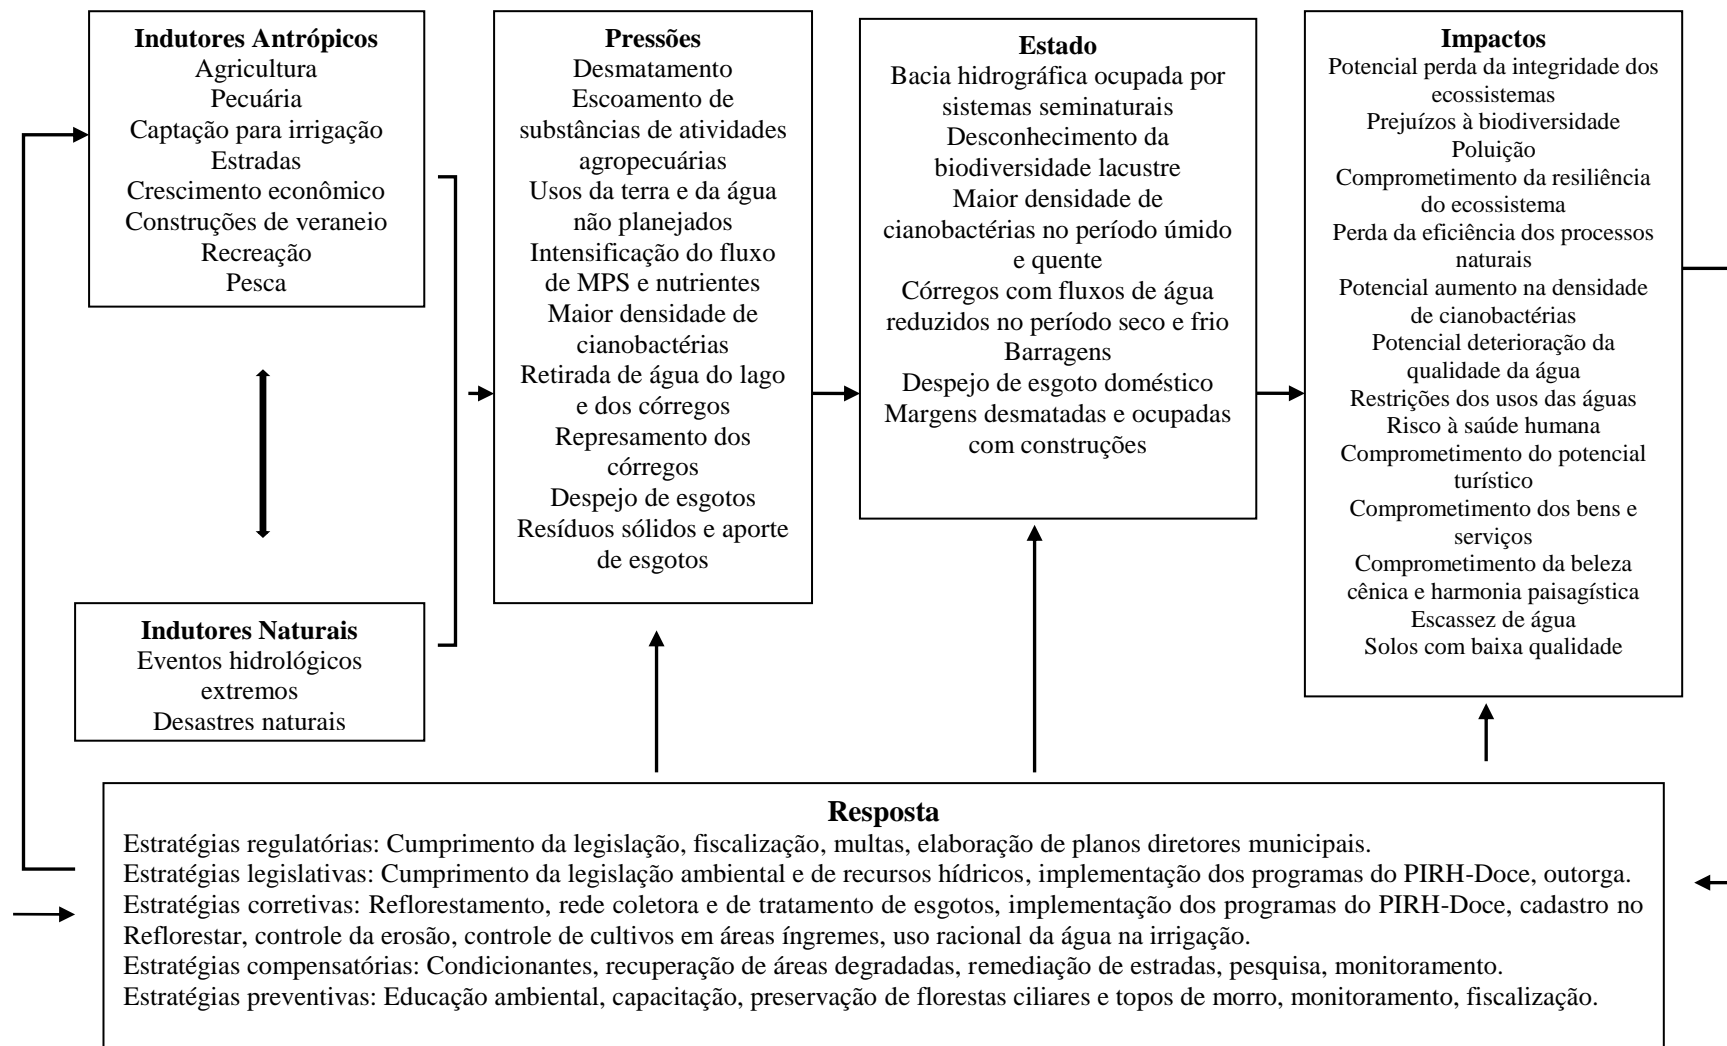 Indutores Antrópicos
Agricultura
Pecuária
Captação para irrigação
Estradas
Crescimento econômico
Construções de veraneio
Recreação
Pesca
Indutores Naturais
Eventos hidrológicos
extremos
Desastres naturais
Pressões
Desmatamento
Escoamento de
substâncias de atividades
agropecuárias
Usos da terra e da água
não planejados
Intensificação do fluxo
de MPS e nutrientes
Maior densidade de
cianobactérias
Retirada de água do lago
e dos córregos
Represamento dos
córregos
Despejo de esgotos
Resíduos sólidos e aporte
de esgotos
Estado
Bacia hidrográfica ocupada por
sistemas seminaturais
Desconhecimento da
biodiversidade lacustre
Maior densidade de
cianobactérias no período úmido
e quente
Córregos com fluxos de água
reduzidos no período seco e frio
Barragens
Despejo de esgoto doméstico
Margens desmatadas e ocupadas
com construções
Impactos
Potencial perda da integridade dos
ecossistemas
Prejuízos à biodiversidade
Poluição
Comprometimento da resiliência
do ecossistema
Perda da eficiência dos processos
naturais
Potencial aumento na densidade
de cianobactérias
Potencial deterioração da
qualidade da água
Restrições dos usos das águas
Risco à saúde humana
Comprometimento do potencial
turístico
Comprometimento dos bens e
serviços
Comprometimento da beleza
cênica e harmonia paisagística
Escassez de água
Solos com baixa qualidade
Resposta
Estratégias regulatórias: Cumprimento da legislação, fiscalização, multas, elaboração de planos diretores municipais.
Estratégias legislativas: Cumprimento da legislação ambiental e de recursos hídricos, implementação dos programas do PIRH-Doce, outorga.
Estratégias corretivas: Reflorestamento, rede coletora e de tratamento de esgotos, implementação dos programas do PIRH-Doce, cadastro no
Reflorestar, controle da erosão, controle de cultivos em áreas íngremes, uso racional da água na irrigação.
Estratégias compensatórias: Condicionantes, recuperação de áreas degradadas, remediação de estradas, pesquisa, monitoramento.
Estratégias preventivas: Educação ambiental, capacitação, preservação de florestas ciliares e topos de morro, monitoramento, fiscalização.